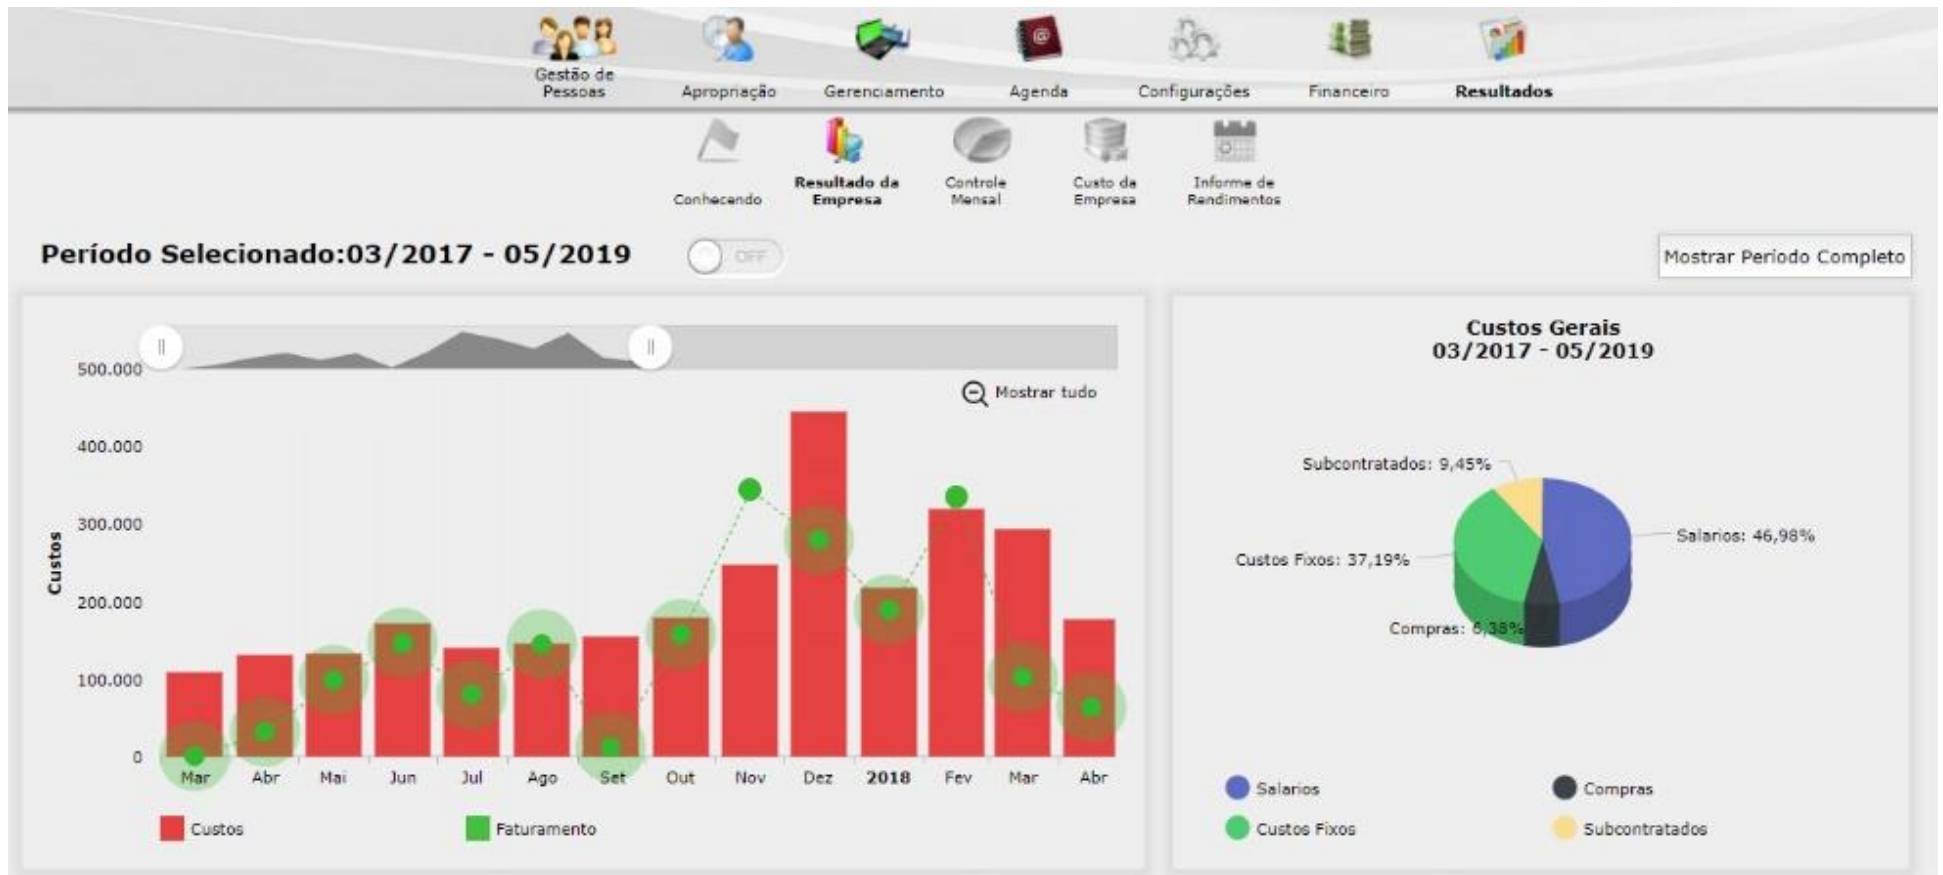 Gestão de
Pessoas
Apropriação
Gerenciamento
Agenda
Configurações
Financeiro
Resultados
Conhecendo
Resultado da
Empresa
Controle
Mensal
Custo da
Empresa
Informe de
Rendimentos
Período Selecionado:03/2017 - 05/2019
OFF
Mostrar Período Completo
Custos Gerais
03/2017 - 05/2019
500.000
Mostrar tudo
400.000
300.000
200.000
100.000
0
Custos
Mar Abr Mai Jun Jul Ago Set Out Nov Dez 2018 Fev Mar Abr
Custos
Faturamento
Subcontratados: 9,45%
Salarios: 46,98%
Custos Fixos: 37,19%
Compras: 6,38%
Salarios
Compras
Custos Fixos
Subcontratados